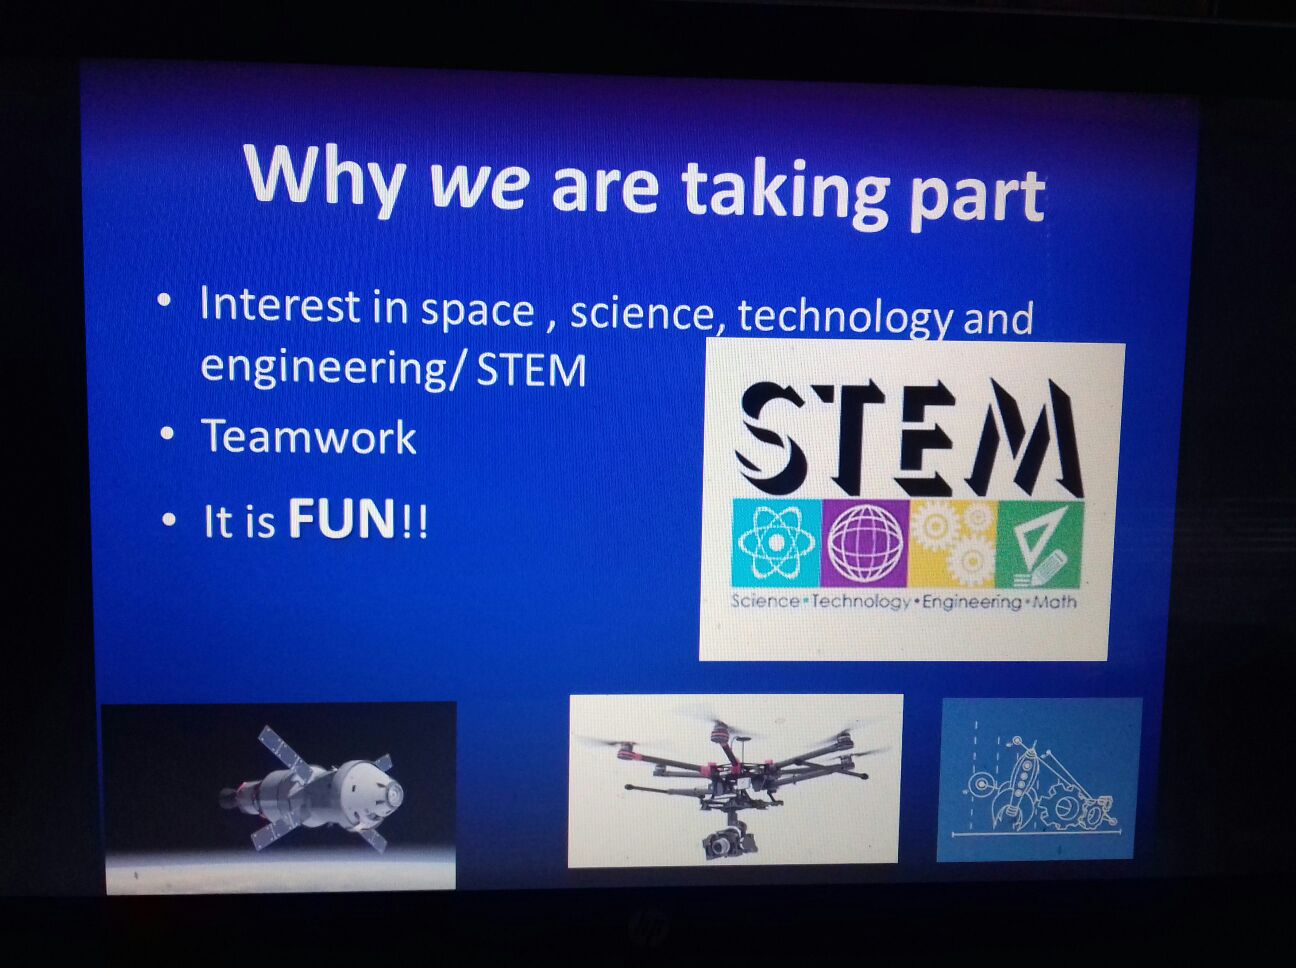 Why we are taking part
• Interest in space , science, technology and
engineering/ STEM
• Teamwork
• It is FUN!!
STEM
Science•Technology•Engineering•Math
hp